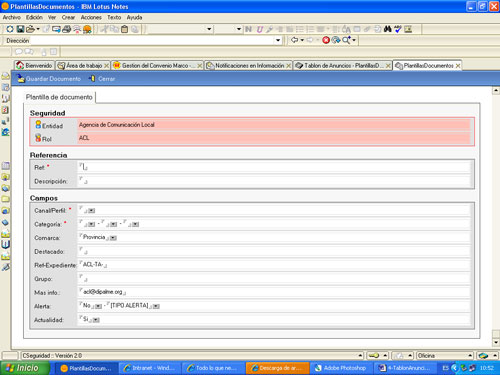 PlantillasDocumentos - IBM Lotus Notes
Archivo Edición Ver Crear Acciones Texto Ayuda
Dirección
Bienvenido Área de trabajo Gestion del Convenio Marco - Notificaciones en Información Tablon de Anuncios - PlantillasD PlantillasDocumentos
Guardar Documento Cerrar
Plantilla de documento
Seguridad
Entidad Agencia de Comunicación Local
Rol ACL
Referencia
Ref: *
Descripción:
Campos
Canal/Perfil: *
Categoría: * - -
Comarca: Provincia
Destacado:
Ref-Expediente: ACL-TA-
Grupo:
Mas info.: acl@dipalme.org
Alerta: No - [TIPO.ALERTA]
Actualidad: Si
CSeguridad :: Versión 2.0 Oficina
Inicio PlantillasDocum... Intranet - Wind... Todo lo que ne... Descarga de ar... Adobe Photoshop 4-TablonAnunci... ES 10:52